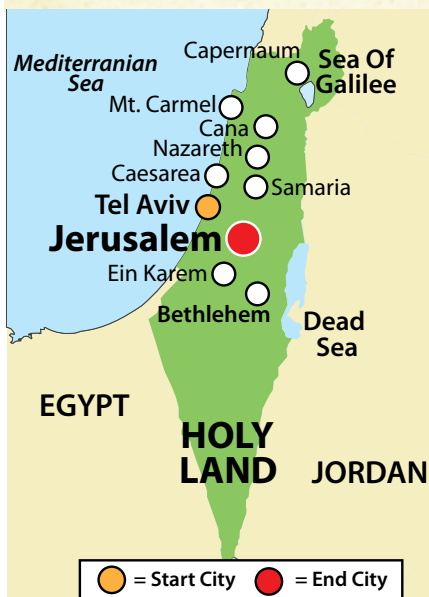 Capernaum
Mediterranian
Sea
Sea Of
Galilee
Mt. Carmel
Cana
Nazareth
Caesarea
Samaria
Tel Aviv
Jerusalem
Ein Karem
Bethlehem
Dead
Sea
EGYPT
HOLY
LAND
JORDAN
= Start City
= End City